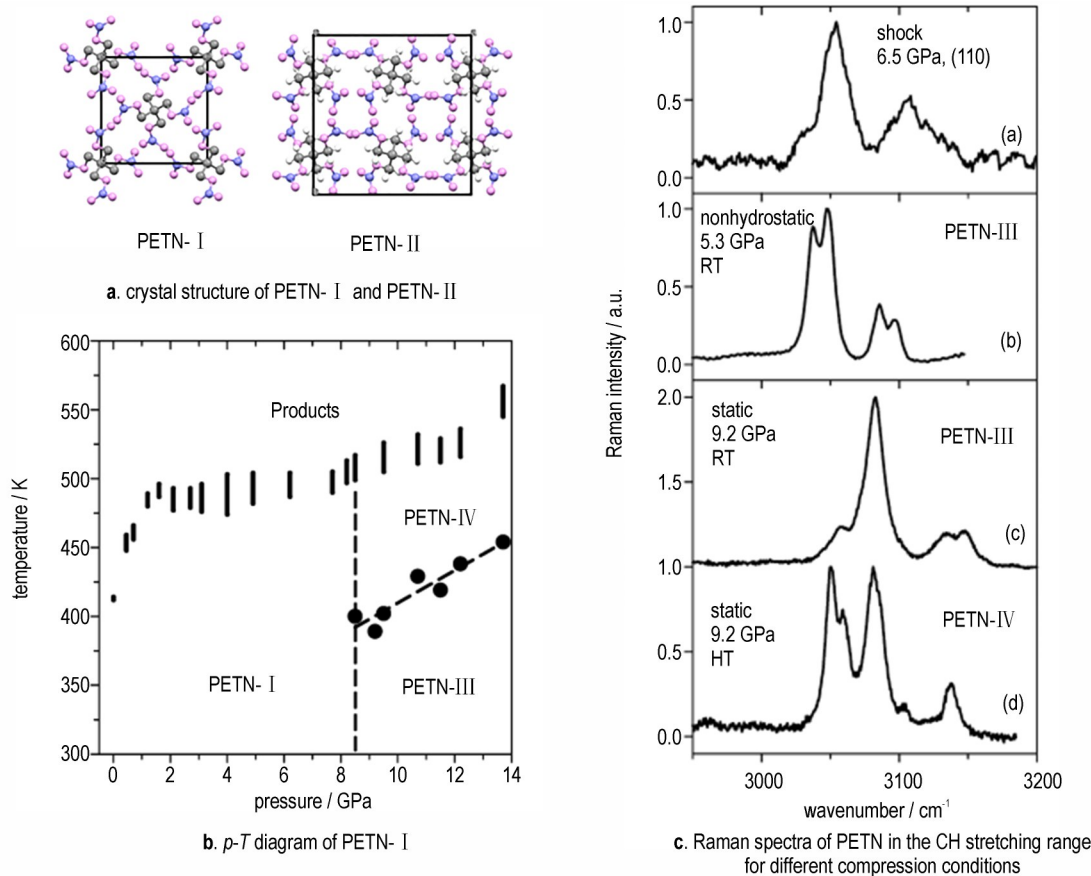 PETN- Ⅰ
PETN-Ⅱ
a. crystal structure of PETN- Ⅰ and PETN-Ⅱ
600
550
500
450
400
350
300
temperature / K
Products
PETN-Ⅳ
PETN- Ⅰ
PETN-Ⅲ
0
2
4
6
8
10
12
14
pressure / GPa
b. p-T diagram of PETN- Ⅰ
Raman intensity / a.u.
1.0
0.5
0.0
shock
6.5 GPa, (110)
(a)
1.0
0.5
0.0
nonhydrostatic
5.3 GPa
RT
PETN-Ⅲ
(b)
2.0
1.5
1.0
static
9.2 GPa
RT
PETN-Ⅲ
(c)
0.5
0.0
static
9.2 GPa
HT
PETN-Ⅳ
(d)
3000
3100
3200
wavenumber / cm-1
c. Raman spectra of PETN in the CH stretching range
for different compression conditions